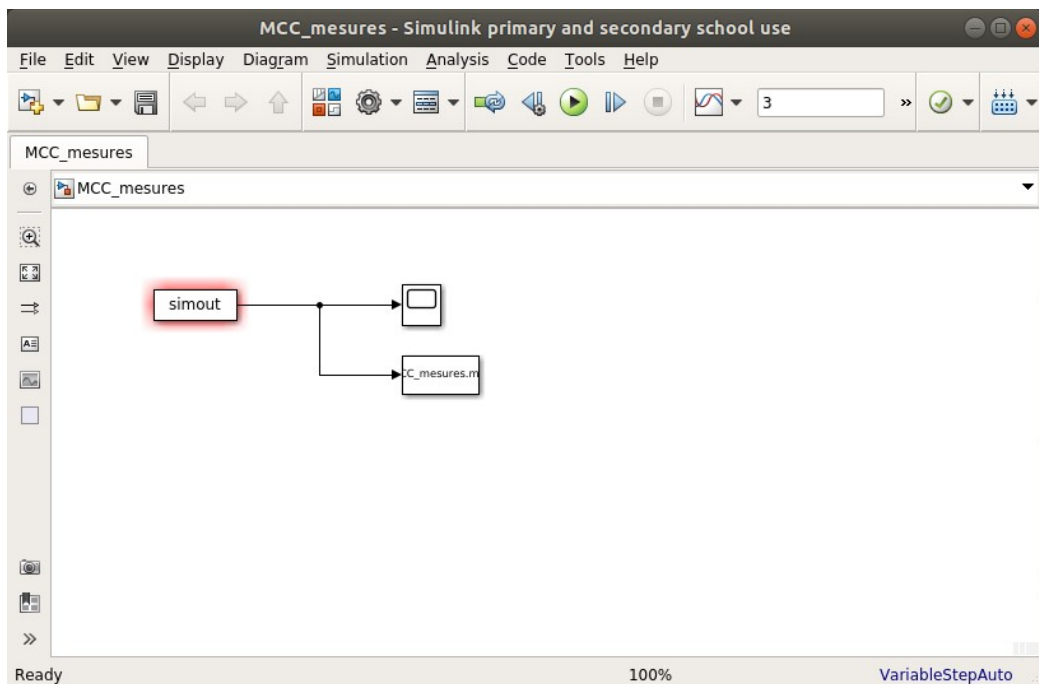 MCC_mesures - Simulink primary and secondary school use
File Edit View Display Diagram Simulation Analysis Code Tools Help
3 »
MCC_mesures
MCC_mesures
simout
C_mesures.m
Ready 100% VariableStepAuto